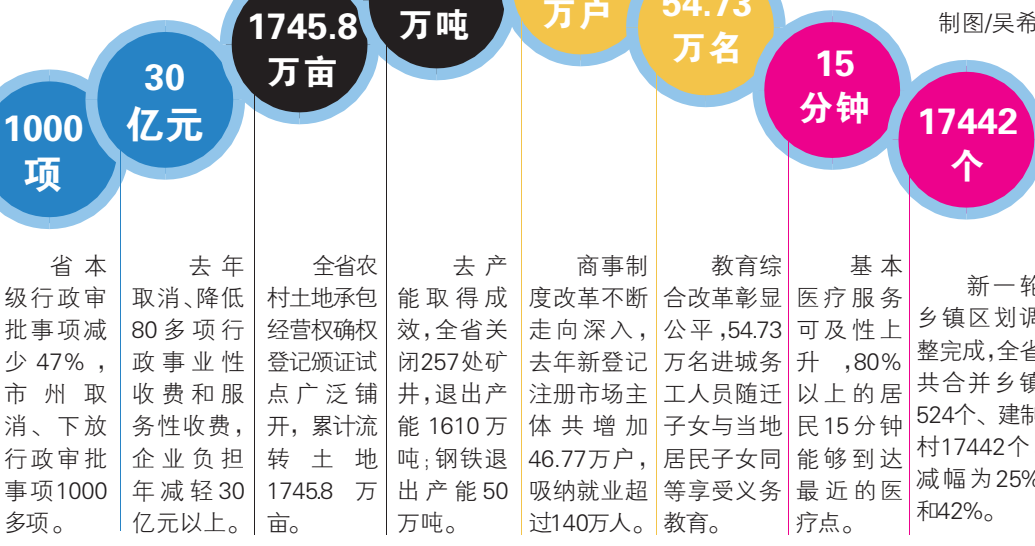 制图/吴希
1000
项
30
亿元
1745.8
万亩
万吨
万户
54.73
万名
15
分钟
17442
个
省本
级行政审
批事项减
少47%，
市州取
消、下放
行政审批
事项1000
多项。
去年
取消、降低
80多项行
政事业性
收费和服
务性收费，
企业负担
年减轻30
亿元以上。
全省农
村土地承包
经营权确权
登记颁证试
点广泛铺
开，累计流
转土地
1745.8万
亩。
去产
能取得成
效，全省关
闭257处矿
井，退出产
能1610万
吨；钢铁退
出产能50
万吨。
商事制
度改革不断
走向深入，
去年新登记
注册市场主
体共增加
46.77万户，
吸纳就业超
过140万人。
教育综
合改革彰显
公平，54.73
万名进城务
工人员随迁
子女与当地
居民子女同
等享受义务
教育。
基本
医疗服务
可及性上
升，80%
以上的居
民15分钟
能够到达
最近的医
疗点。
新一轮
乡镇区划调
整完成，全省
共合并乡镇
524个、建制
村17442个
减幅为25%
和42%。